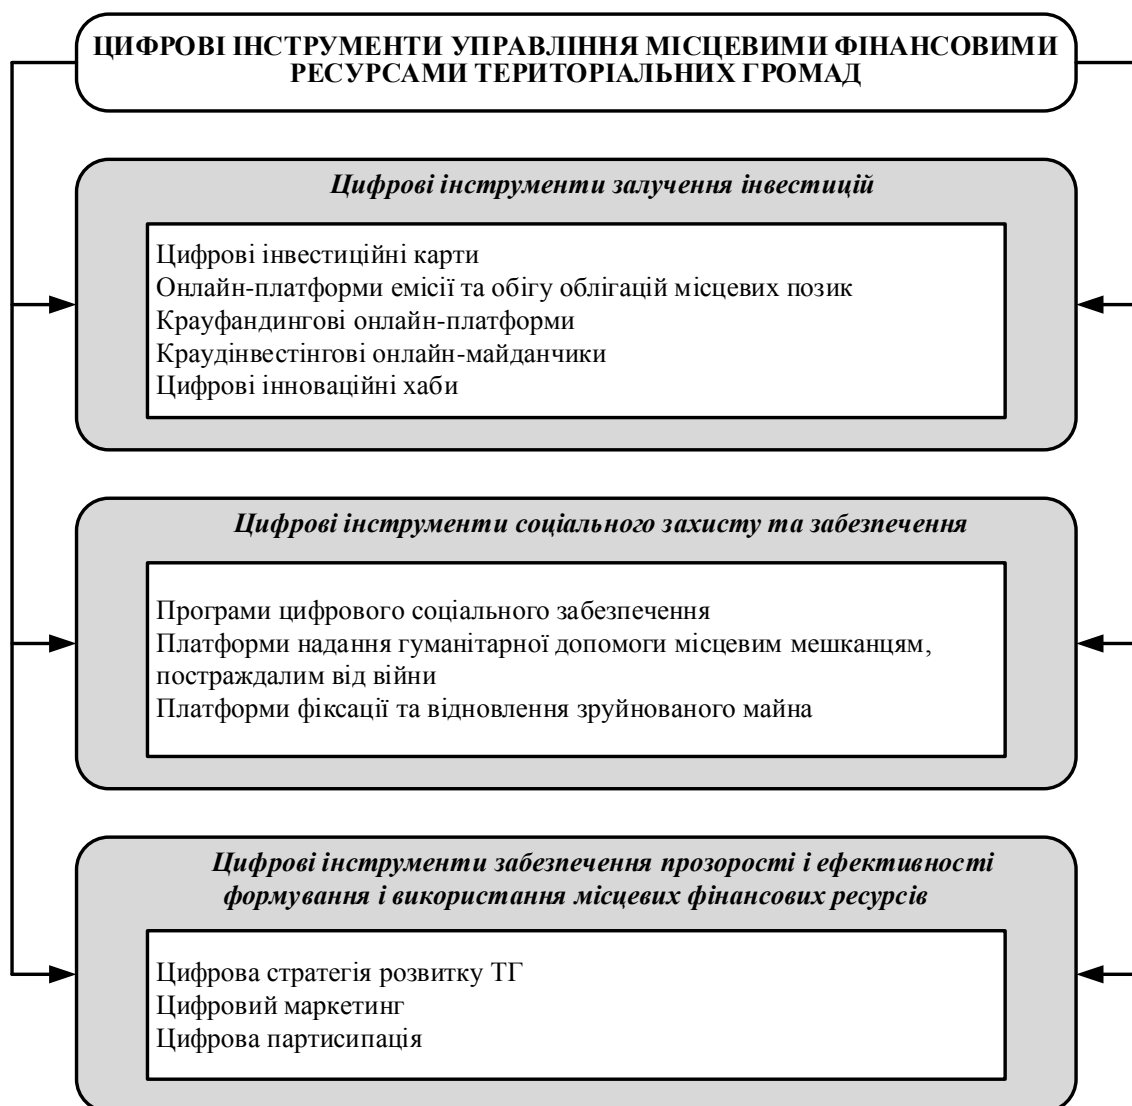 ЦИФРОВІ ІНСТРУМЕНТИ УПРАВЛІННЯ МІСЦЕВИМИ ФІНАНСОВИМИ
РЕСУРСАМИ ТЕРИТОРІАЛЬНИХ ГРОМАД
Цифрові інструменти залучення інвестицій
Цифрові інвестиційні карти
Онлайн-платформи емісії та обігу облігацій місцевих позик
Крауфандингові онлайн-платформи
Краудінвестінгові онлайн-майданчики
Цифрові інноваційні хаби
Цифрові інструменти соціального захисту та забезпечення
Програми цифрового соціального забезпечення
Платформи надання гуманітарної допомоги місцевим мешканцям,
постраждалим від війни
Платформи фіксації та відновлення зруйнованого майна
Цифрові інструменти забезпечення прозорості і ефективності
формування і використання місцевих фінансових ресурсів
Цифрова стратегія розвитку ТГ
Цифровий маркетинг
Цифрова партисипація